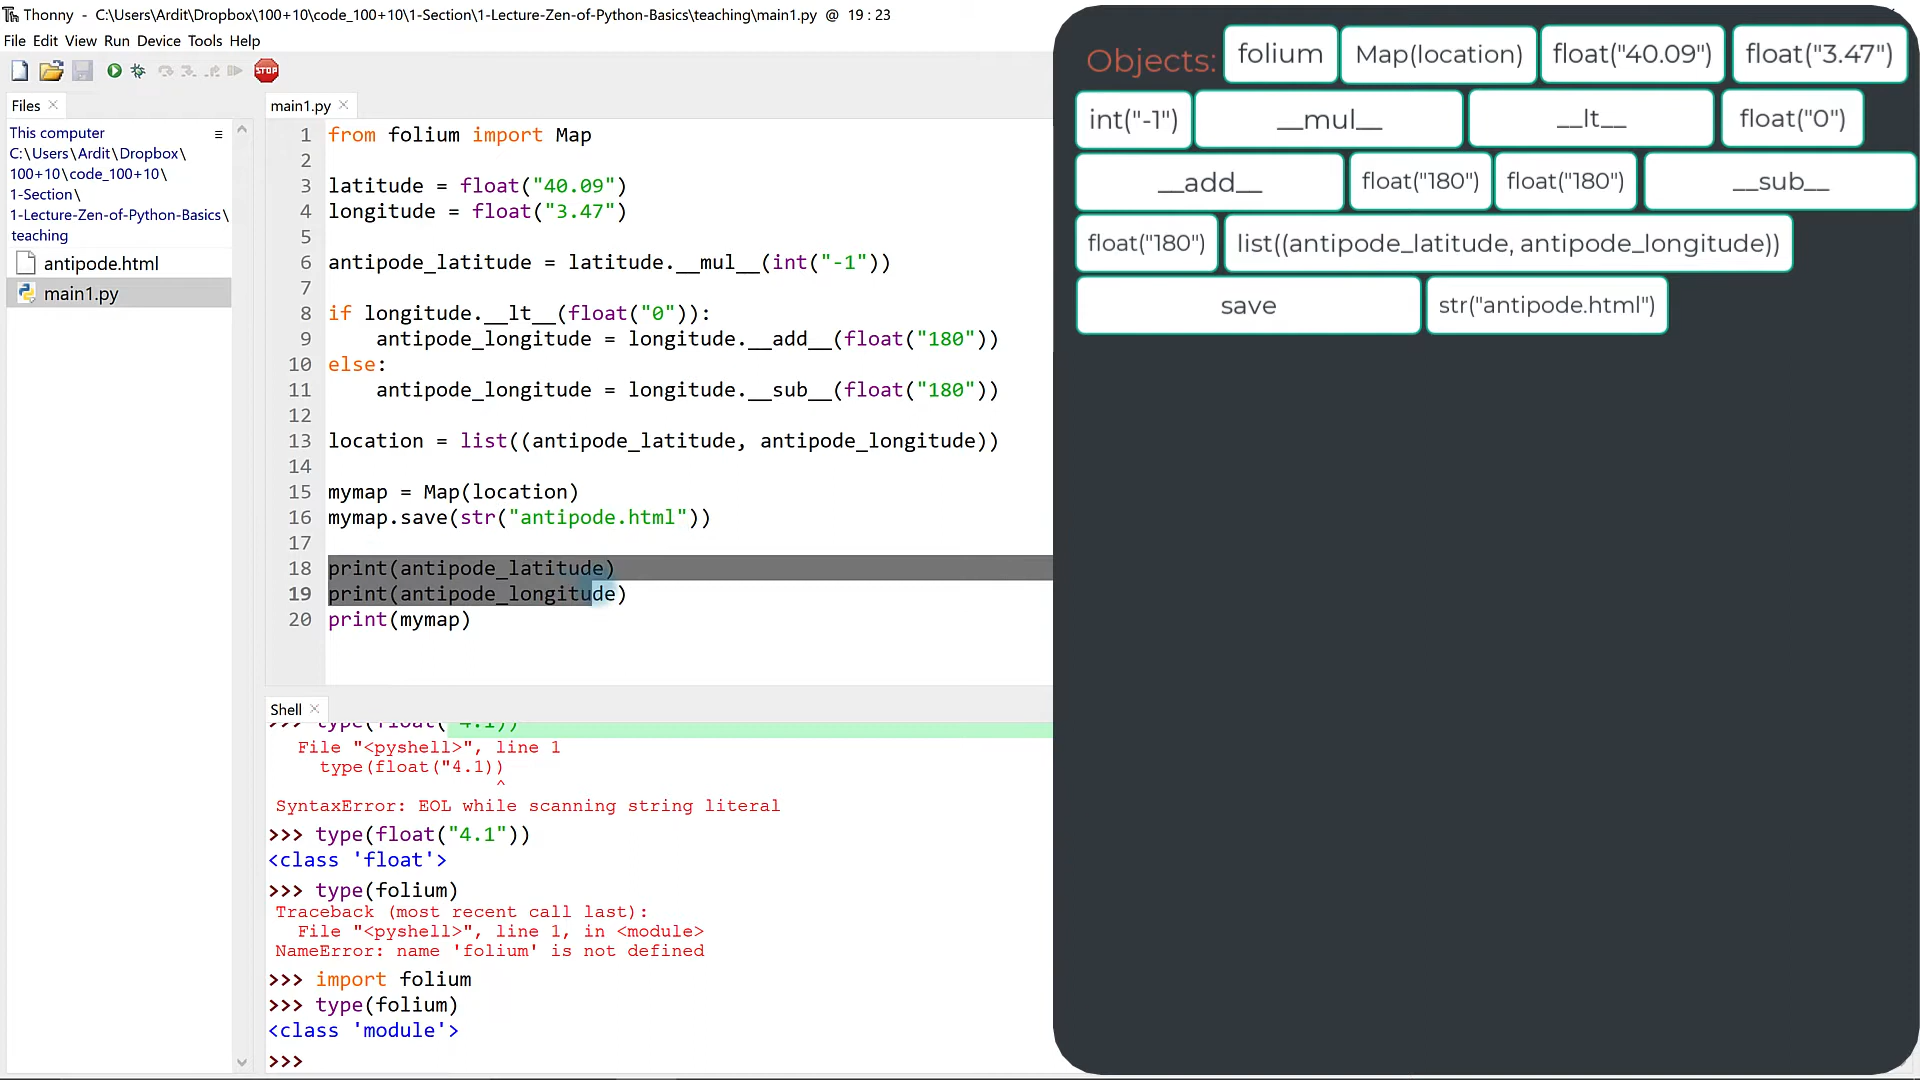 Thonny - C:\Users\Ardit\Dropbox\100+10\code_100+10\1-Section\1-Lecture-Zen-of-Python-Basics\teaching\main1.py @ 19 : 23
File Edit View Run Device Tools Help
STOP
Files
This computer
C:\Users\Ardit\Dropbox\
100+10\code_100+10\
1-Section\
1-Lecture-Zen-of-Python-Basics\
teaching
antipode.html
main1.py
main1.py
1 from folium import Map
2
3 latitude = float("40.09")
4 longitude = float("3.47")
5
6 antipode_latitude = latitude.__mul__(int("-1"))
7
8 if longitude.__lt__(float("0")):
9     antipode_longitude = longitude.__add__(float("180"))
10 else:
11     antipode_longitude = longitude.__sub__(float("180"))
12
13 location = list((antipode_latitude, antipode_longitude))
14
15 mymap = Map(location)
16 mymap.save(str("antipode.html"))
17
18 print(antipode_latitude)
19 print(antipode_longitude)
20 print(mymap)
Shell
>>> type(float("4.1))
File "<pyshell>", line 1
type(float("4.1))
^
SyntaxError: EOL while scanning string literal
>>> type(float("4.1"))
<class 'float'>
>>> type(folium)
Traceback (most recent call last):
File "<pyshell>", line 1, in <module>
NameError: name 'folium' is not defined
>>> import folium
>>> type(folium)
<class 'module'>
>>>
Objects: folium Map(location) float("40.09") float("3.47")
int("-1") __mul__ __lt__ float("0")
__add__ float("180") float("180") __sub__
float("180") list((antipode_latitude, antipode_longitude))
save str("antipode.html")